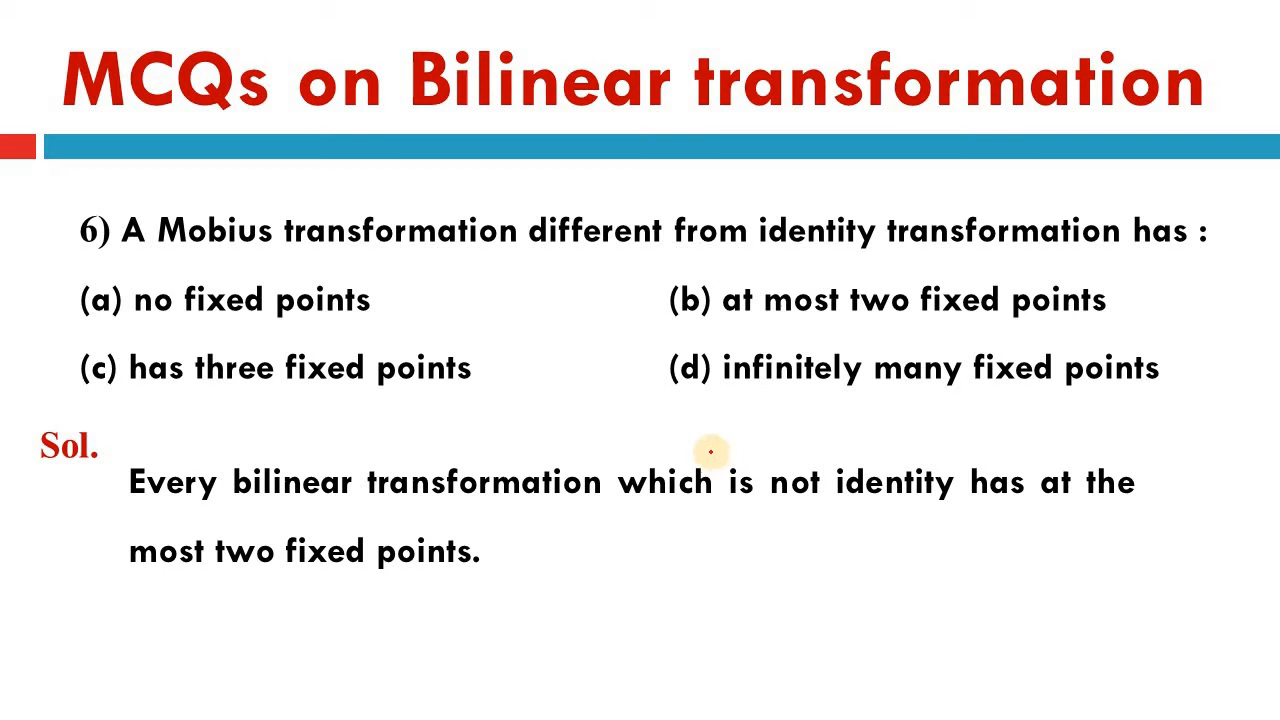 MCQs on Bilinear transformation
6) A Mobius transformation different from identity transformation has :
(a) no fixed points (b) at most two fixed points
(c) has three fixed points (d) infinitely many fixed points
Sol.
Every bilinear transformation which is not identity has at the
most two fixed points.